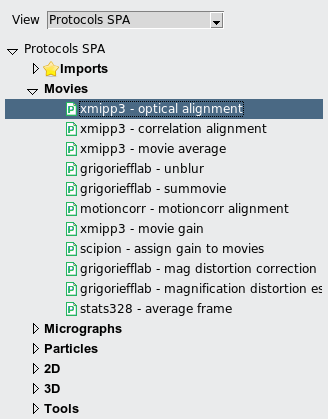 View Protocols SPA
Protocols SPA
Imports
Movies
xmipp3 - optical alignment
xmipp3 - correlation alignment
xmipp3 - movie average
grigoriefflab - unblur
grigoriefflab - summovie
motioncorr - motioncorr alignment
xmipp3 - movie gain
scipion - assign gain to movies
grigoriefflab - mag distortion correction
grigoriefflab - magnification distortion es
stats328 - average frame
Micrographs
Particles
2D
3D
Tools